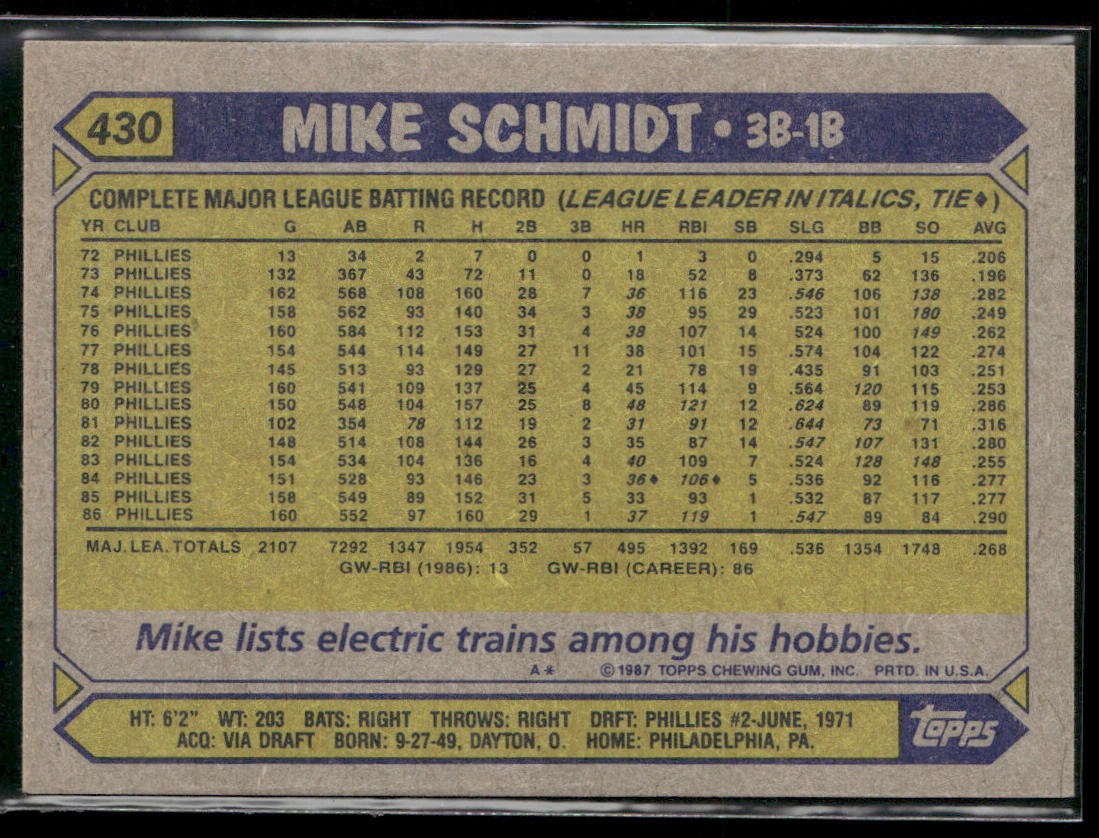 430 MIKE SCHMIDT • 3B-1B
COMPLETE MAJOR LEAGUE BATTING RECORD (LEAGUE LEADER IN ITALICS, TIE♦)
YR CLUB G AB R H 2B 3B HR RBI SB SLG BB SO AVG
72 PHILLIES 13 34 2 7 0 0 1 3 0 .294 5 15 .206
73 PHILLIES 132 367 43 72 11 0 18 52 8 .373 62 136 .196
74 PHILLIES 162 568 108 160 28 7 36 116 23 .546 106 138 .282
75 PHILLIES 158 562 93 140 34 3 38 95 29 .523 101 180 .249
76 PHILLIES 160 584 112 153 31 4 38 107 14 524 100 149 .262
77 PHILLIES 154 544 114 149 27 11 38 101 15 .574 104 122 .274
78 PHILLIES 145 513 93 129 27 2 21 78 19 .435 91 103 .251
79 PHILLIES 160 541 109 137 25 4 45 114 9 .564 120 115 .253
80 PHILLIES 150 548 104 157 25 8 48 121 12 .624 89 119 .286
81 PHILLIES 102 354 78 112 19 2 31 91 12 .644 73 71 .316
82 PHILLIES 148 514 108 144 26 3 35 87 14 .547 107 131 .280
83 PHILLIES 154 534 104 136 16 4 40 109 7 .524 128 148 .255
84 PHILLIES 151 528 93 146 23 3 36♦ 106♦ 5 .536 92 116 .277
85 PHILLIES 158 549 89 152 31 5 33 93 1 .532 87 117 .277
86 PHILLIES 160 552 97 160 29 1 37 119 1 .547 89 84 .290
MAJ. LEA. TOTALS 2107 7292 1347 1954 352 57 495 1392 169 .536 1354 1748 .268
GW-RBI (1986): 13 GW-RBI (CAREER): 86
Mike lists electric trains among his hobbies.
A* ©1987 TOPPS CHEWING GUM, INC. PRTD. IN U.S.A.
HT: 6'2" WT: 203 BATS: RIGHT THROWS: RIGHT DRFT: PHILLIES #2-JUNE, 1971
ACQ: VIA DRAFT BORN: 9-27-49, DAYTON, O. HOME: PHILADELPHIA, PA.
topps